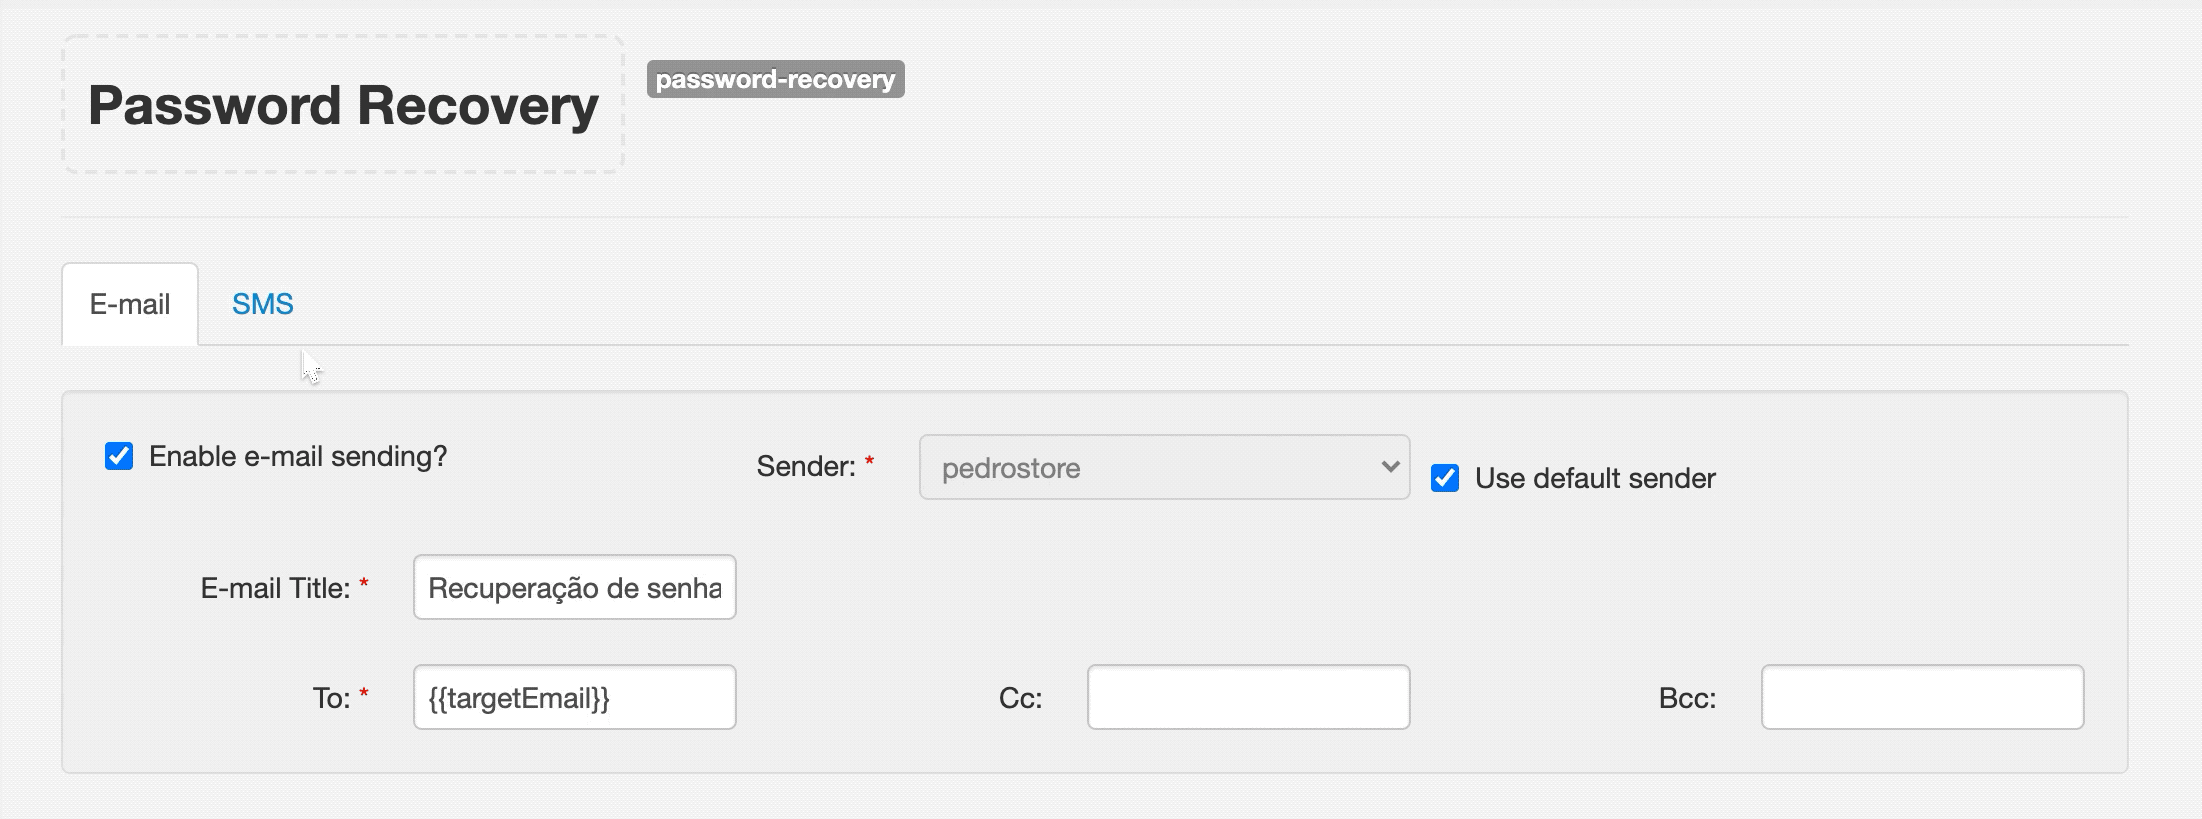 Password Recovery
password-recovery
E-mail
SMS
Enable e-mail sending?
Sender: *
pedrostore
Use default sender
E-mail Title: *
Recuperação de senha
To: *
{{targetEmail}}
Cc:
Bcc: